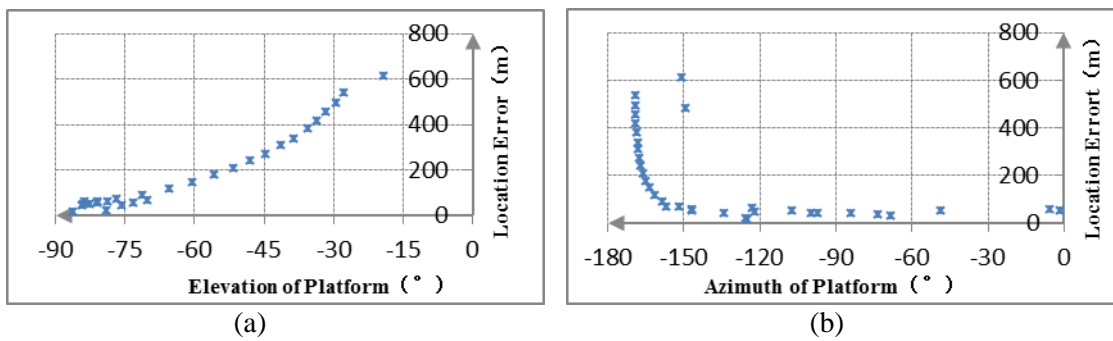 800
600
400
200
0
-90 -75 -60 -45 -30 -15 0
Location Error (m)
Elevation of Platform (°)
(a)
800
600
400
200
0
-180 -150 -120 -90 -60 -30 0
Location Errort (m)
Azimuth of Platform (°)
(b)